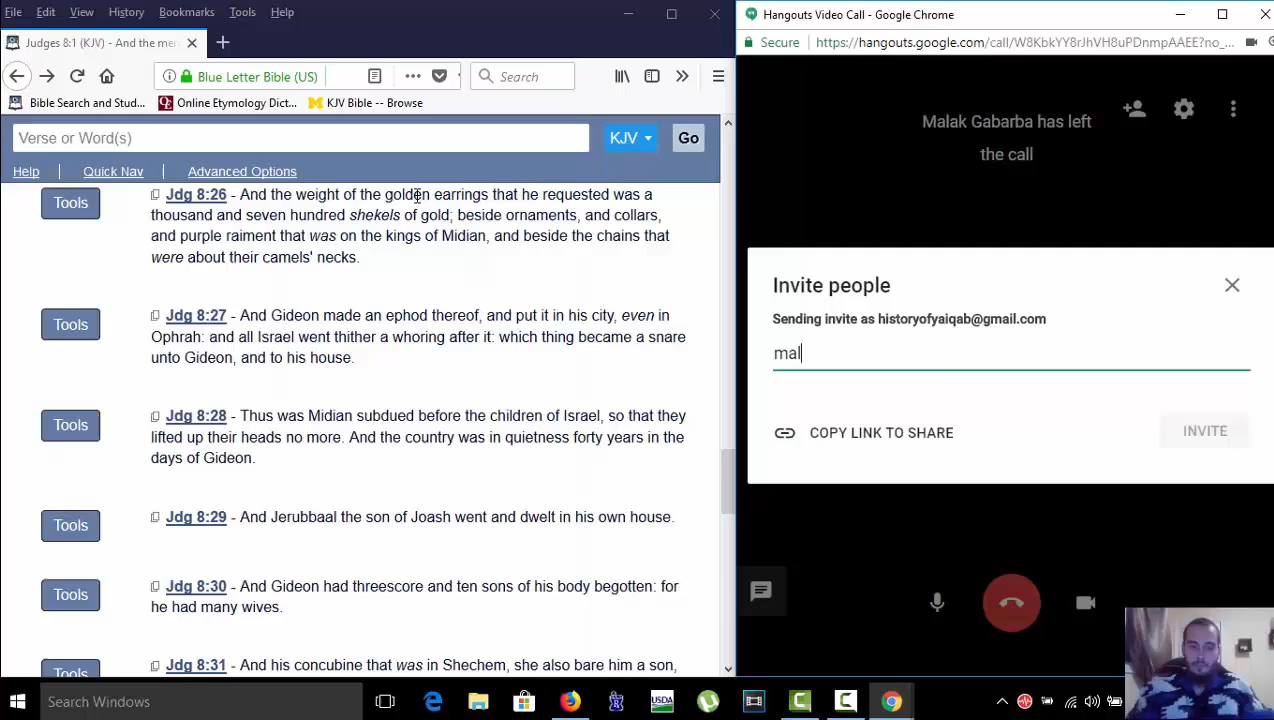 File Edit View History Bookmarks Tools Help
Judges 8:1 (KJV) - And the mer
Blue Letter Bible (US)
Search
Bible Search and Stud... Online Etymology Dict... KJV Bible -- Browse
Verse or Word(s)
KJV
Go
Help Quick Nav Advanced Options
Tools
Jdg 8:26 - And the weight of the golden earrings that he requested was a
thousand and seven hundred shekels of gold; beside ornaments, and collars,
and purple raiment that was on the kings of Midian, and beside the chains that
were about their camels' necks.
Tools
Jdg 8:27 - And Gideon made an ephod thereof, and put it in his city, even in
Ophrah: and all Israel went thither a whoring after it: which thing became a snare
unto Gideon, and to his house.
Tools
Jdg 8:28 - Thus was Midian subdued before the children of Israel, so that they
lifted up their heads no more. And the country was in quietness forty years in the
days of Gideon.
Tools
Jdg 8:29 - And Jerubbaal the son of Joash went and dwelt in his own house.
Tools
Jdg 8:30 - And Gideon had threescore and ten sons of his body begotten: for
he had many wives.
Tools
Jdg 8:31 - And his concubine that was in Shechem, she also bare him a son,
Hangouts Video Call - Google Chrome
Secure https://hangouts.google.com/call/W8KbkYY8rJhVH8uPDnmpAAEE?no_...
Malak Gabarba has left
the call
Invite people
Sending invite as historyofyaiqab@gmail.com
mal
COPY LINK TO SHARE
INVITE
Search Windows
USDA